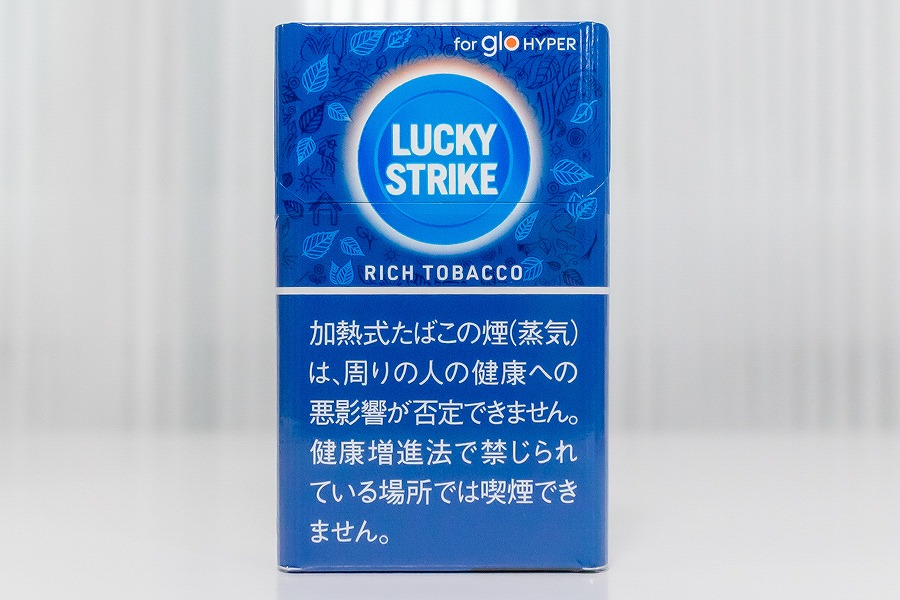 for glo HYPER
LUCKY
STRIKE
RICH TOBACCO
加熱式たばこの煙(蒸気)
は、周りの人の健康への
悪影響が否定できません。
健康増進法で禁じられ
ている場所では喫煙でき
ません。